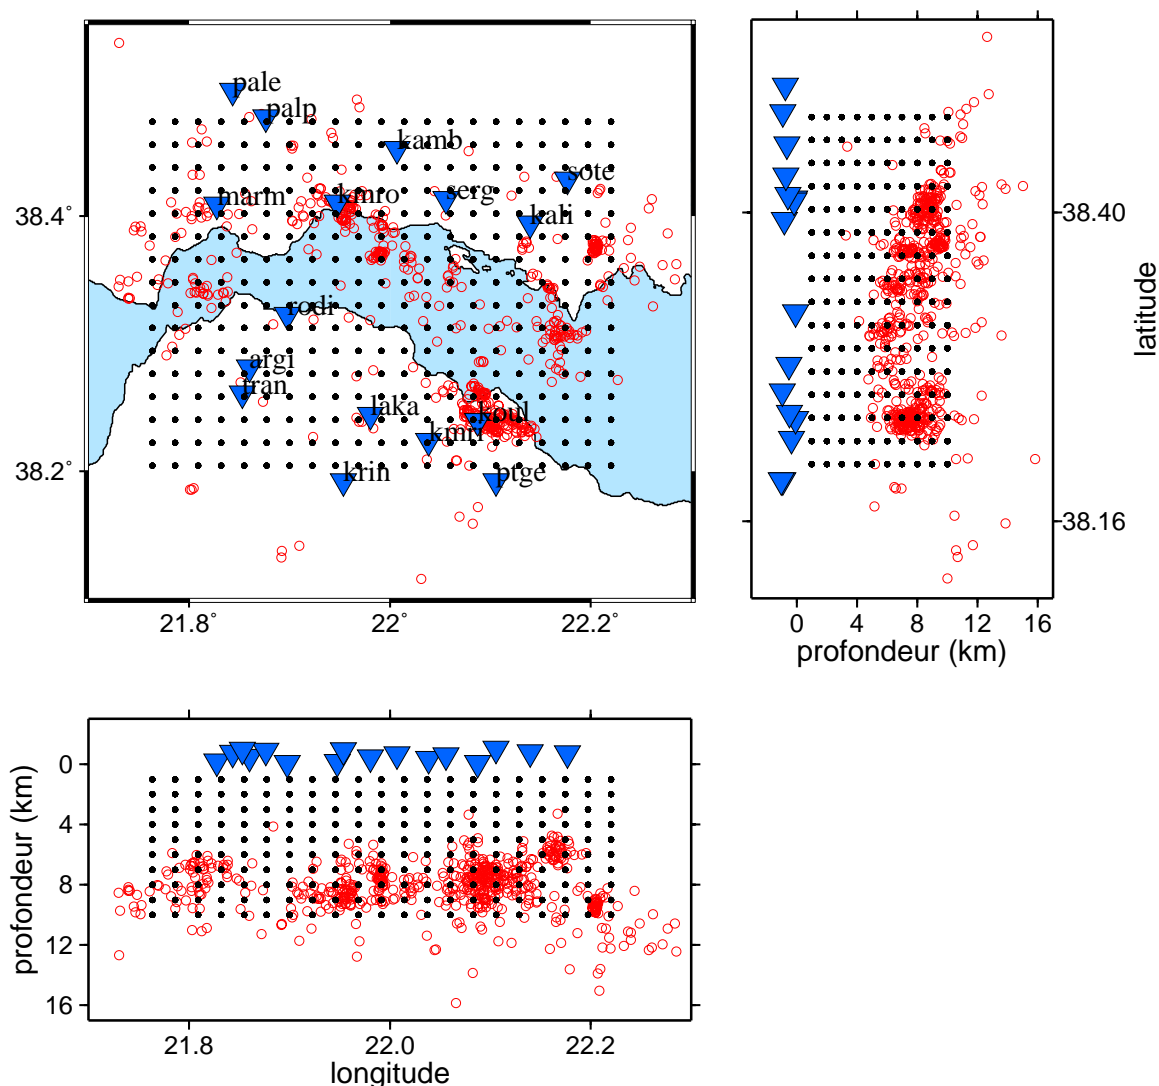 pale
palp
kamb
sote
marm
kmro
serg
kali
38.4˚
38.40
rodi
latitude
argi
tran
laka
koul
kmri
38.2˚
krin
ptge
38.16
21.8˚ 22˚ 22.2˚
0 4 8 12 16
profondeur (km)
0
4
8
12
16
profondeur (km)
21.8 22.0 22.2
longitude